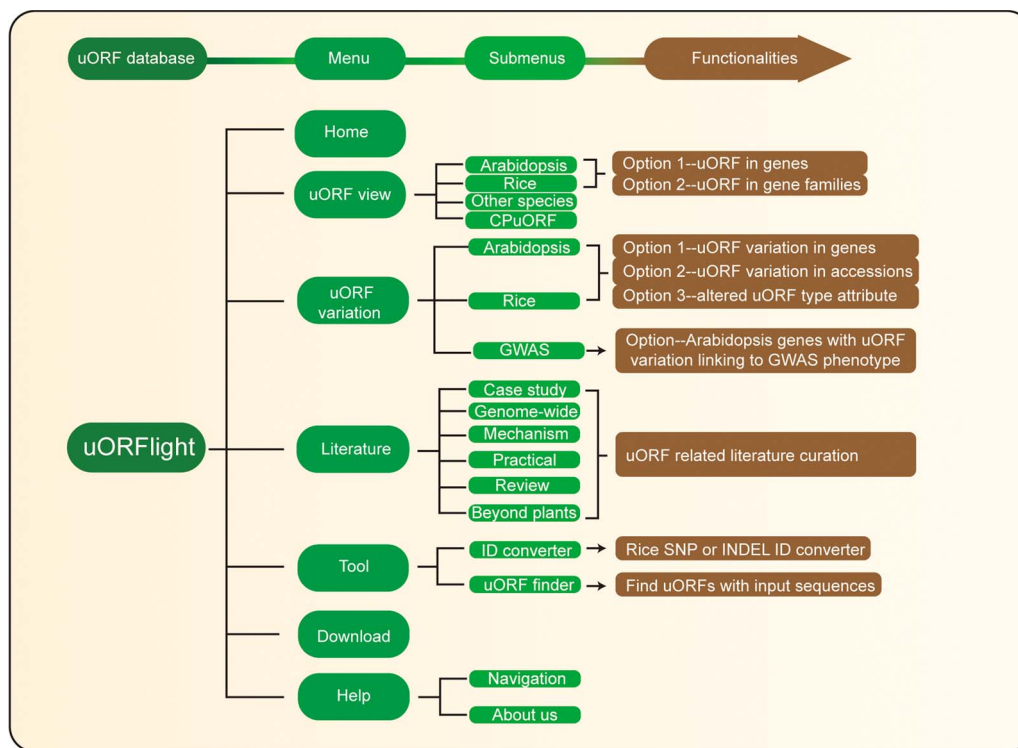 uORF database
Menu
Submenus
Functionalities
uORFlight
Home
uORF view
Arabidopsis
Rice
Other species
CPuORF
Option 1--uORF in genes
Option 2--uORF in gene families
uORF
variation
Arabidopsis
Rice
GWAS
Option 1--uORF variation in genes
Option 2--uORF variation in accessions
Option 3--altered uORF type attribute
Option--Arabidopsis genes with uORF
variation linking to GWAS phenotype
Literature
Case study
Genome-wide
Mechanism
Practical
Review
Beyond plants
uORF related literature curation
Tool
ID converter
uORF finder
Rice SNP or INDEL ID converter
Find uORFs with input sequences
Download
Help
Navigation
About us